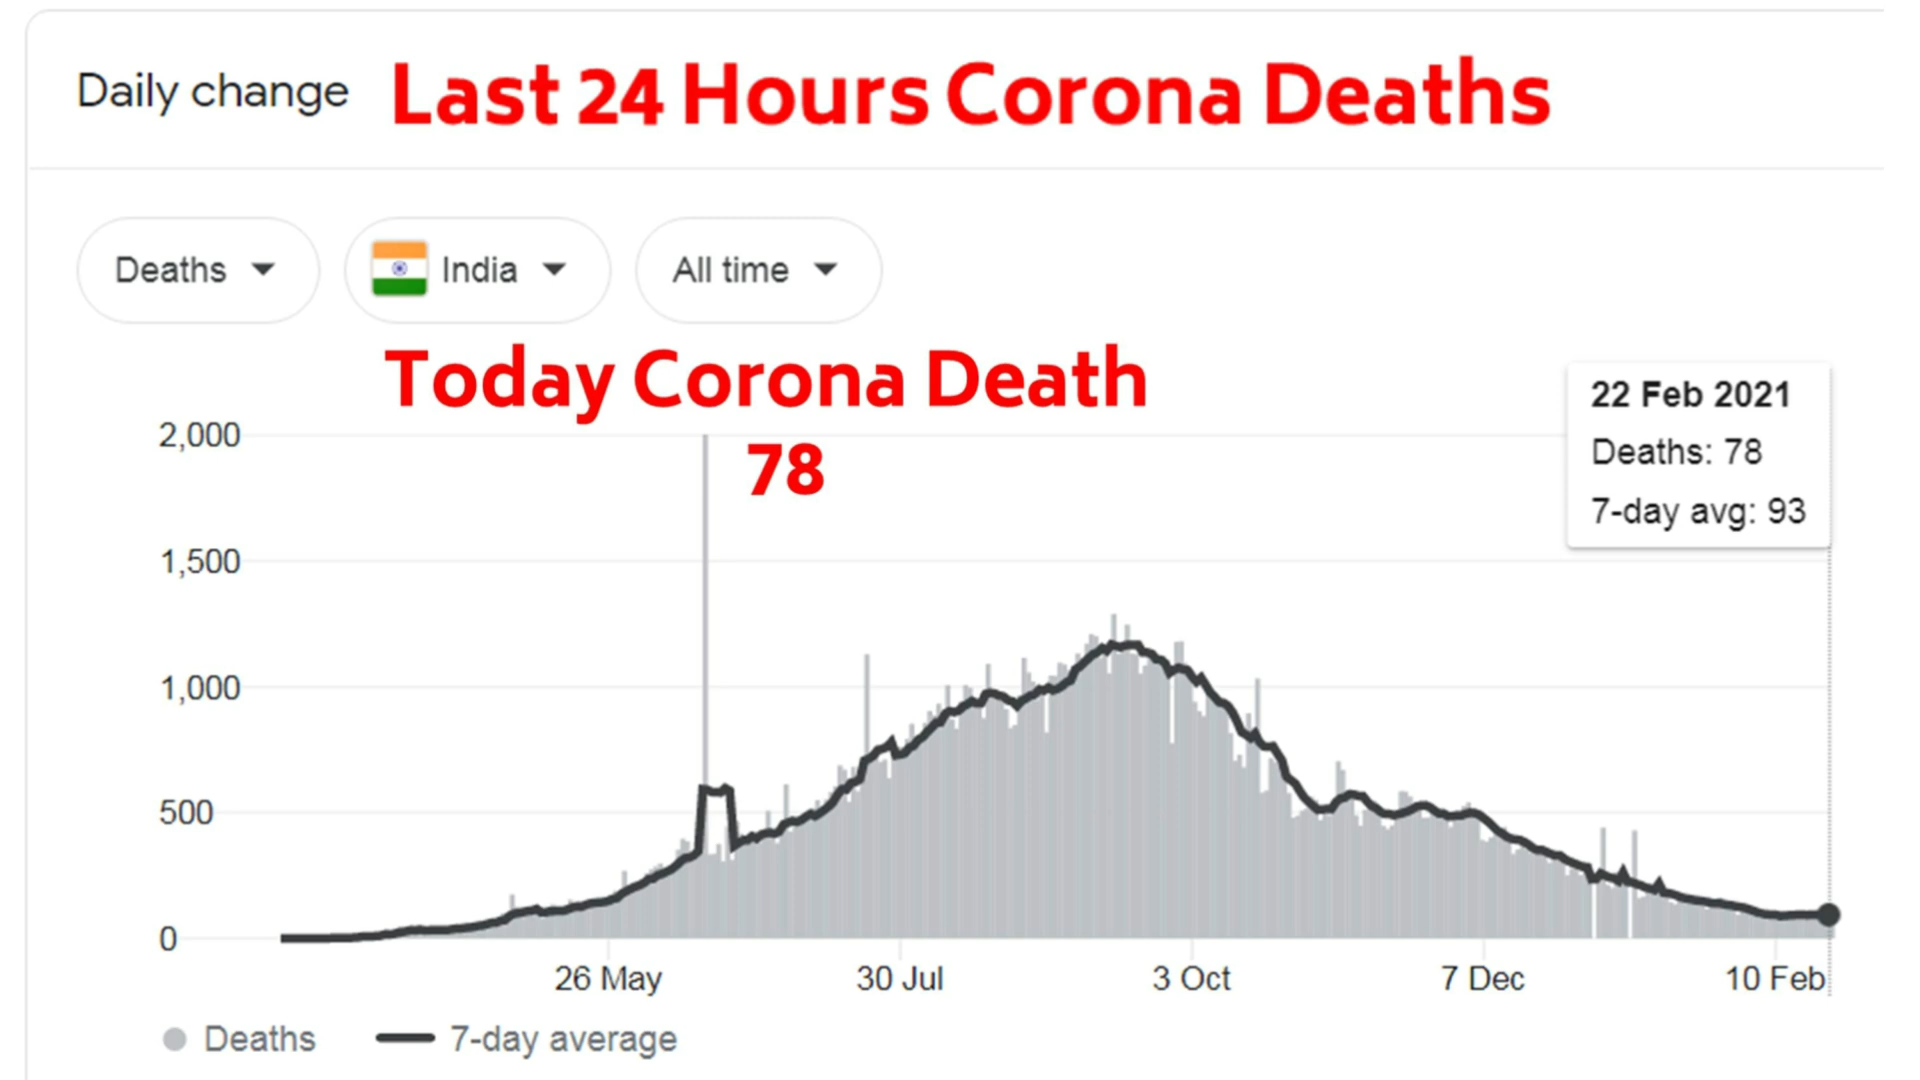 Daily change Last 24 Hours Corona Deaths
Deaths India All time
Today Corona Death
78
22 Feb 2021
Deaths: 78
7-day avg: 93
2,000
1,500
1,000
500
0
26 May 30 Jul 3 Oct 7 Dec 10 Feb
Deaths 7-day average